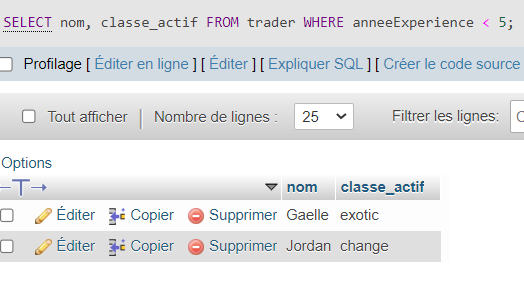 SELECT nom, classe_actif FROM trader WHERE anneeExperience < 5;
Profilage [ Éditer en ligne ] [ Éditer ] [ Expliquer SQL ] [ Créer le code source
Tout afficher | Nombre de lignes : 25 Filtrer les lignes:
Options
nom classe_actif
Éditer Copier Supprimer Gaelle exotic
Éditer Copier Supprimer Jordan change